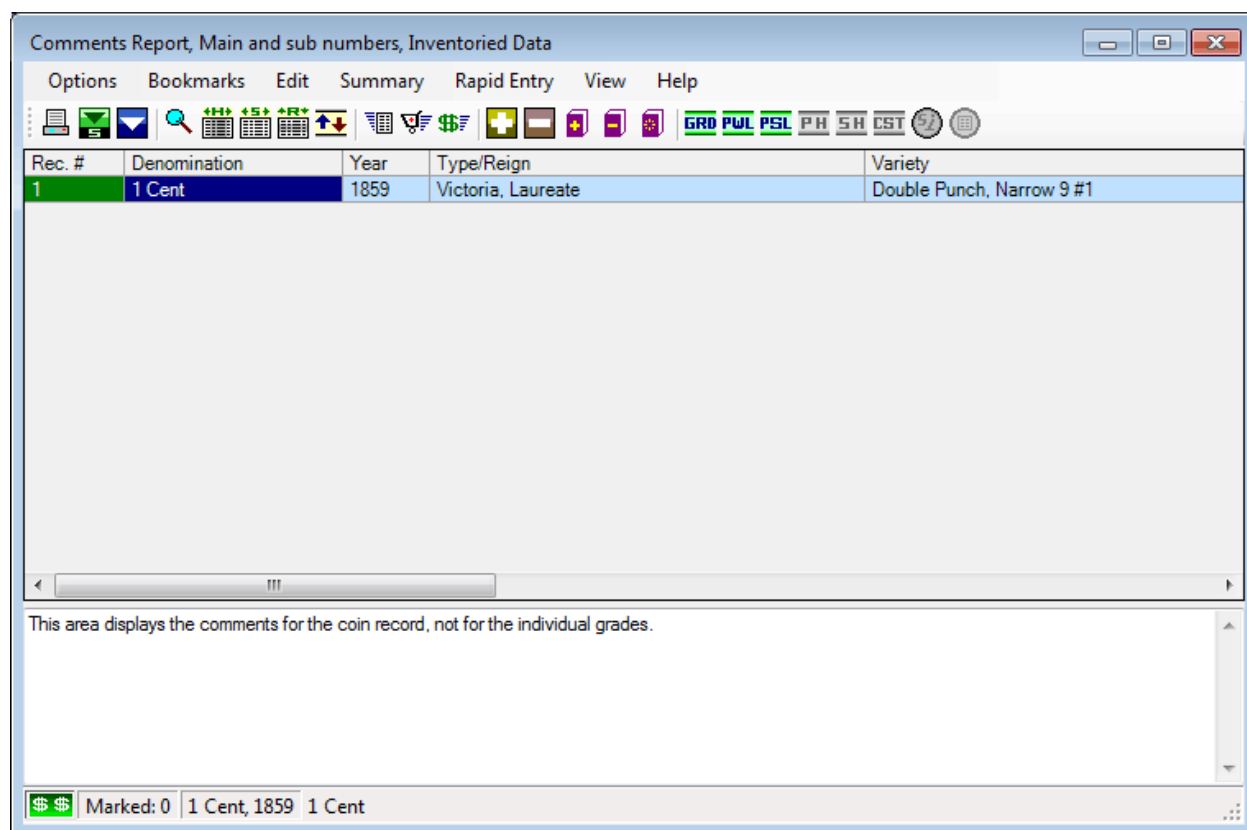 Comments Report, Main and sub numbers, Inventoried Data
Options Bookmarks Edit Summary Rapid Entry View Help
H S R $ GRD PWL PSL PH SH CST
Rec. # Denomination Year Type/Reign Variety
1 1 Cent 1859 Victoria, Laureate Double Punch, Narrow 9 #1
This area displays the comments for the coin record, not for the individual grades.
$ $ Marked: 0 1 Cent, 1859 1 Cent